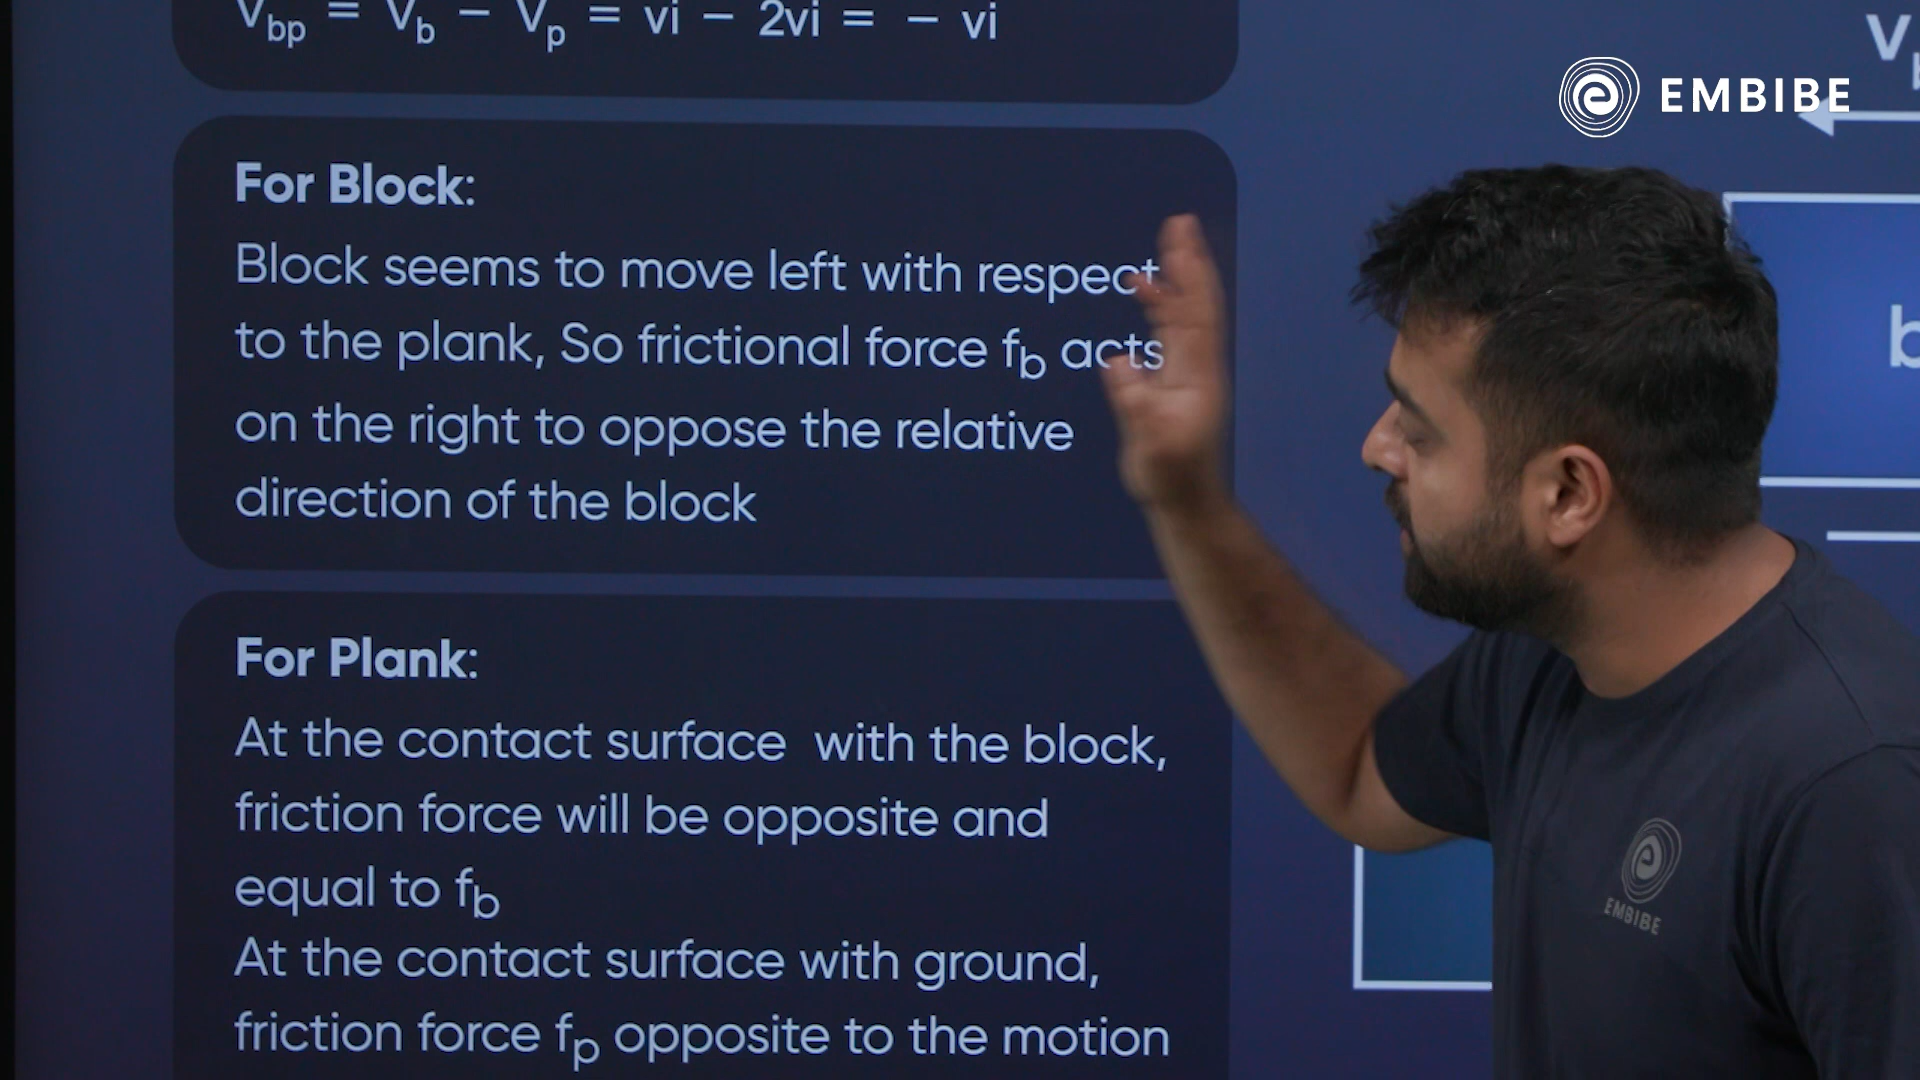 V_bp = V_b − V_p = vi − 2vi = − vi
EMBIBE
For Block:
Block seems to move left with respect
to the plank, So frictional force f_b acts
on the right to oppose the relative
direction of the block
For Plank:
At the contact surface with the block,
friction force will be opposite and
equal to f_b
At the contact surface with ground,
friction force f_p opposite to the motion
V_b
b
EMBIBE